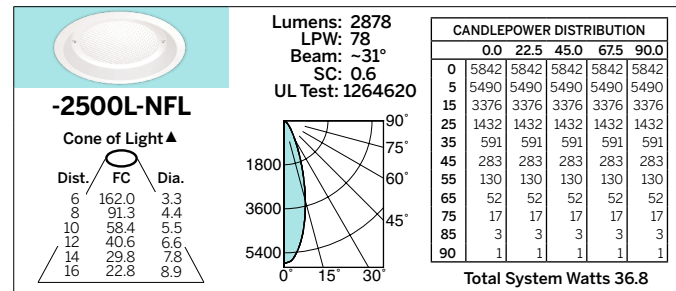 -2500L-NFL
Cone of Light▲
Dist. FC Dia.
6 162.0 3.3
8 91.3 4.4
10 58.4 5.5
12 40.6 6.6
14 29.8 7.8
16 22.8 8.9
Lumens: 2878
LPW: 78
Beam: ~31°
SC: 0.6
UL Test: 1264620
90°
75°
60°
45°
1800
3600
5400
0° 15° 30°
CANDLEPOWER DISTRIBUTION
0.0 22.5 45.0 67.5 90.0
0 5842 5842 5842 5842 5842
5 5490 5490 5490 5490 5490
15 3376 3376 3376 3376 3376
25 1432 1432 1432 1432 1432
35 591 591 591 591 591
45 283 283 283 283 283
55 130 130 130 130 130
65 52 52 52 52 52
75 17 17 17 17 17
85 3 3 3 3 3
90 1 1 1 1 1
Total System Watts 36.8